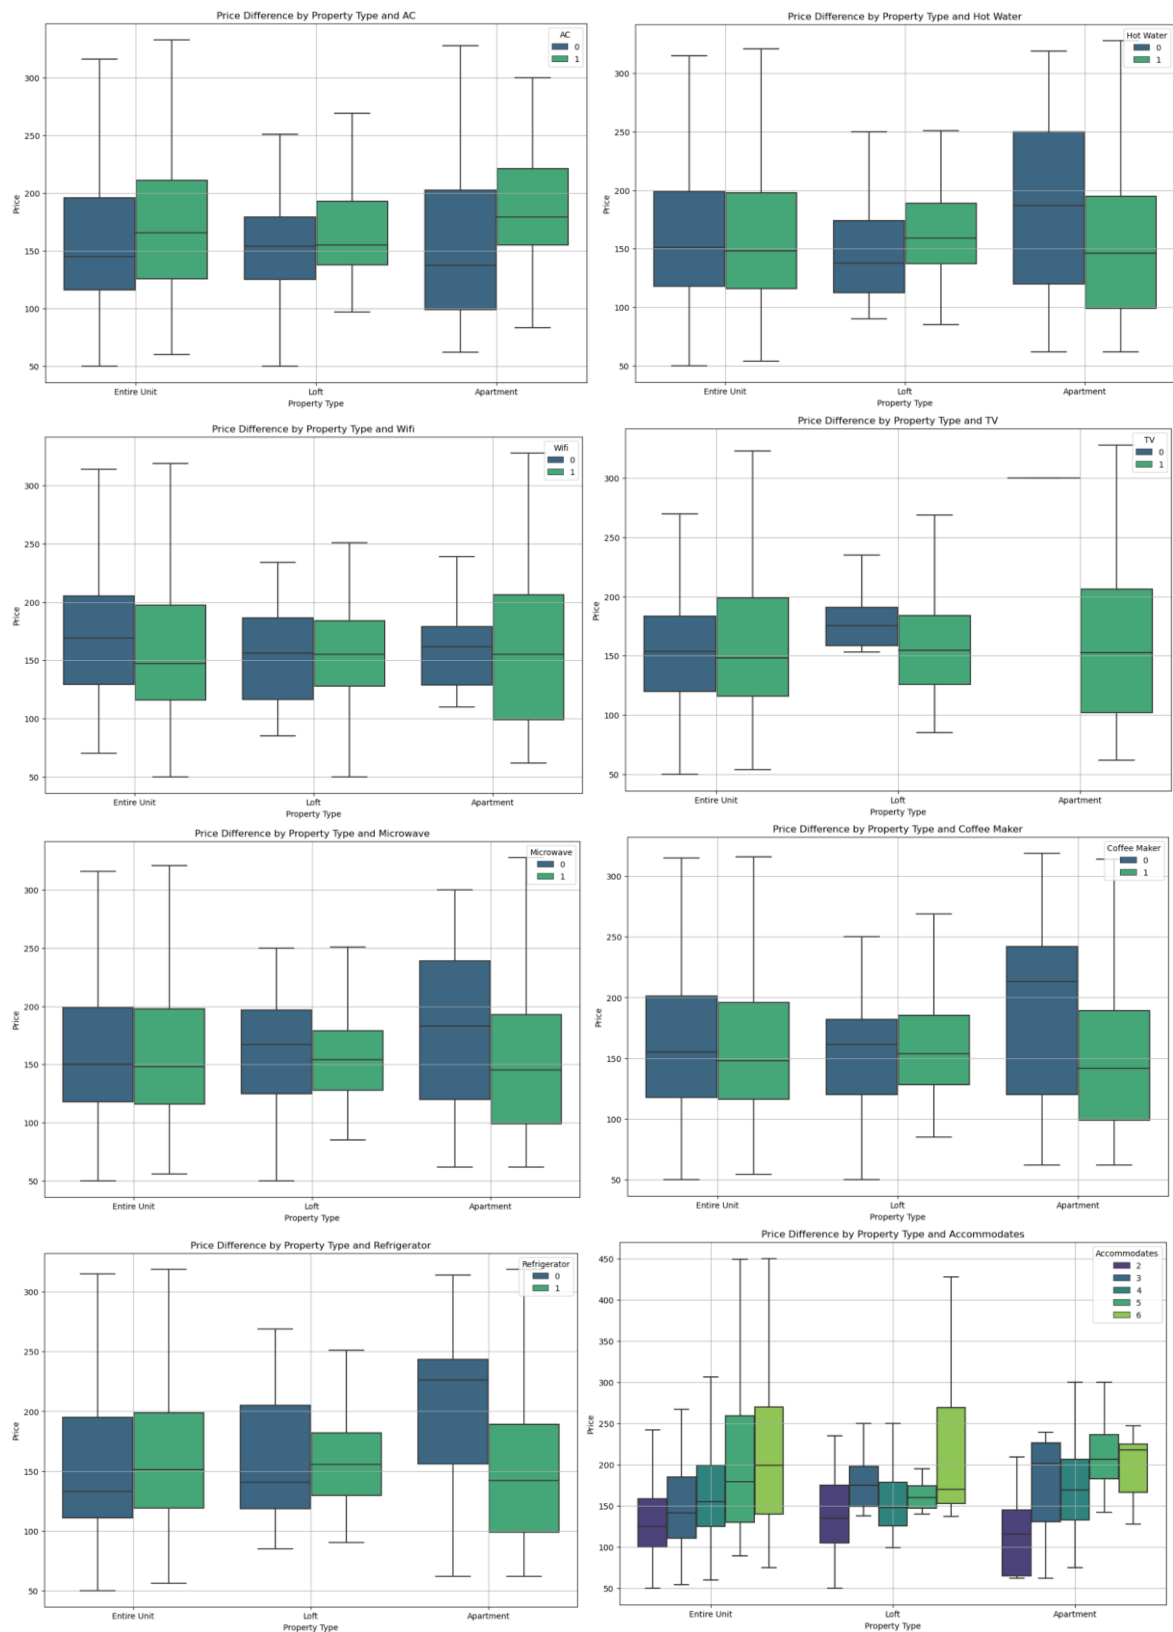 Price Difference by Property Type and AC
AC
0
1
Price
300
250
200
150
100
50
Entire Unit
Loft
Apartment
Property Type
Price Difference by Property Type and Hot Water
Hot Water
0
1
Price
300
250
200
150
100
50
Entire Unit
Loft
Apartment
Property Type
Price Difference by Property Type and Wifi
Wifi
0
1
Price
300
250
200
150
100
50
Entire Unit
Loft
Apartment
Property Type
Price Difference by Property Type and TV
TV
0
1
Price
300
250
200
150
100
50
Entire Unit
Loft
Apartment
Property Type
Price Difference by Property Type and Microwave
Microwave
0
1
Price
300
250
200
150
100
50
Entire Unit
Loft
Apartment
Property Type
Price Difference by Property Type and Coffee Maker
Coffee Maker
0
1
Price
300
250
200
150
100
50
Entire Unit
Loft
Apartment
Property Type
Price Difference by Property Type and Refrigerator
Refrigerator
0
1
Price
300
250
200
150
100
50
Entire Unit
Loft
Apartment
Property Type
Price Difference by Property Type and Accommodates
Accommodates
2
3
4
5
6
Price
450
400
350
300
250
200
150
100
50
Entire Unit
Loft
Apartment
Property Type